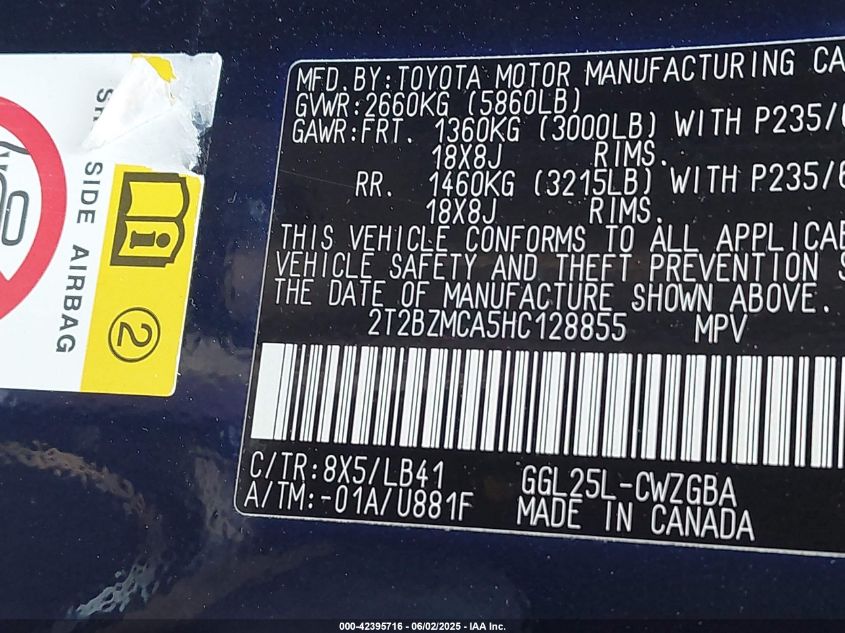 MFD.BY:TOYOTA MOTOR MANUFACTURING CA
GVWR:2660KG (5860LB)
GAWR:FRT. 1360KG (3000LB) WITH P235/6
18X8J RIMS.
RR. 1460KG (3215LB) WITH P235/6
18X8J RIMS.
THIS VEHICLE CONFORMS TO ALL APPLICAB
VEHICLE SAFETY AND THEFT PREVENTION S
THE DATE OF MANUFACTURE SHOWN ABOVE.
2T2BZMCA5HC128855 MPV
C/TR:8X5/LB41 GGL25L-CWZGBA
A/TM:-01A/U881F MADE IN CANADA
SIDE AIRBAG
2
000-42395716 - 06/02/2025 - IAA Inc.